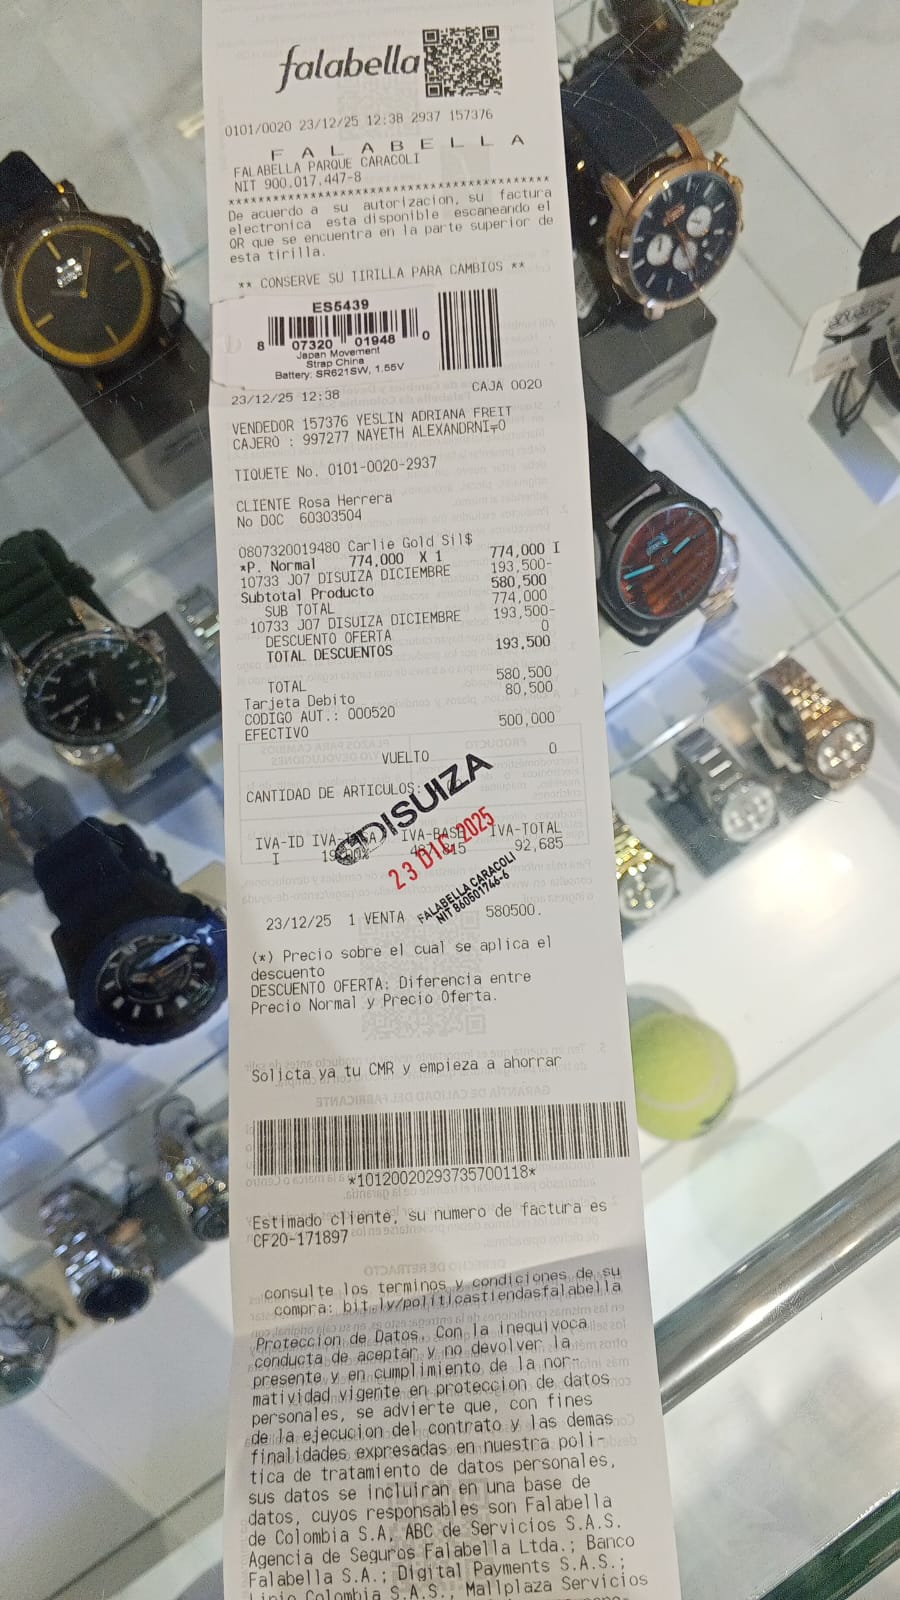 falabella
0101/0020 23/12/25 12:38 2937 157376
F A L A B E L L A
FALABELLA PARQUE CARACOLI
NIT 900.017.447-8
****************************************
De acuerdo a su autorizacion, su factura
electronica esta disponible escaneando el
QR que se encuentra en la parte superior de
esta tirilla.
** CONSERVE SU TIRILLA PARA CAMBIOS **
ES5439
8 07320 01948 0
Japan Movement
Strap China
Battery: SR621SW, 1.55V
23/12/25 12:38 CAJA 0020
VENDEDOR 157376 YESLIN ADRIANA FREIT
CAJERO : 997277 NAYETH ALEXANDRNI╤O
TIQUETE No. 0101-0020-2937
CLIENTE Rosa Herrera
No DOC 60303504
0807320019480 Carlie Gold Sil$
*P. Normal 774,000 X 1 774,000 I
10733 J07 DISUIZA DICIEMBRE 193,500-
Subtotal Producto 580,500
SUB TOTAL 774,000
10733 J07 DISUIZA DICIEMBRE 193,500-
DESCUENTO OFERTA 0
TOTAL DESCUENTOS 193,500
TOTAL 580,500
Tarjeta Debito 80,500
CODIGO AUT.: 000520
EFECTIVO 500,000
VUELTO 0
CANTIDAD DE ARTICULOS:
DISUIZA
23 DIC 2025
FALABELLA CARACOLI
NIT 860501746-6
IVA-ID IVA-BASE IVA-TOTAL
I 92,685
23/12/25 1 VENTA 580500.
(*) Precio sobre el cual se aplica el
descuento
DESCUENTO OFERTA: Diferencia entre
Precio Normal y Precio Oferta.
Solicta ya tu CMR y empieza a ahorrar
*10120020293735700118*
Estimado cliente, su numero de factura es
CF20-171897
consulte los terminos y condiciones de su
compra: bit.ly/politicastiendasfalabella
Proteccion de Datos. Con la inequivoca
conducta de aceptar y no devolver la
presente y en cumplimiento de la nor-
matividad vigente en proteccion de datos
personales, se advierte que, con fines
de la ejecucion del contrato y las demas
finalidades expresadas en nuestra poli-
tica de tratamiento de datos personales,
sus datos se incluiran en una base de
datos, cuyos responsables son Falabella
de Colombia S.A, ABC de Servicios S.A.S.
Agencia de Seguros Falabella Ltda.; Banco
Falabella S.A.; Digital Payments S.A.S.;
Linio Colombia S.A.S., Mallplaza Servicios